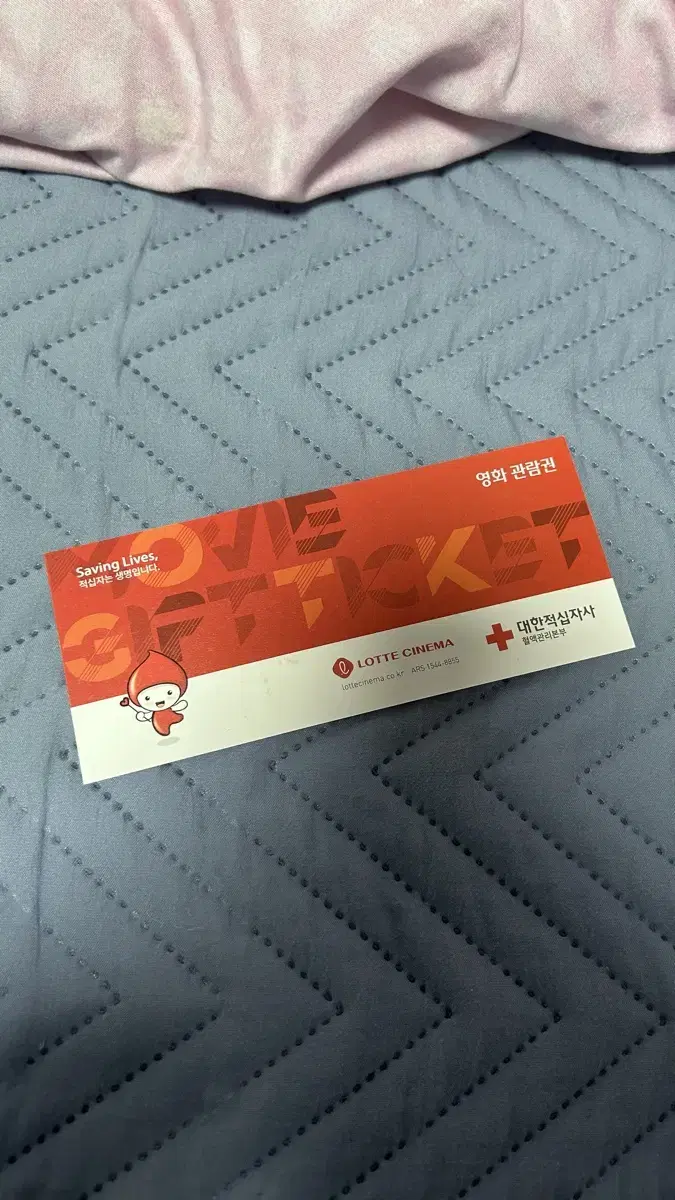 영화 관람권
Saving Lives,
적십자는 생명입니다.
MOVIE
GIFT TICKET
LOTTE CINEMA
lottecinema.co.kr ARS 1544-8855
대한적십자사
혈액관리본부